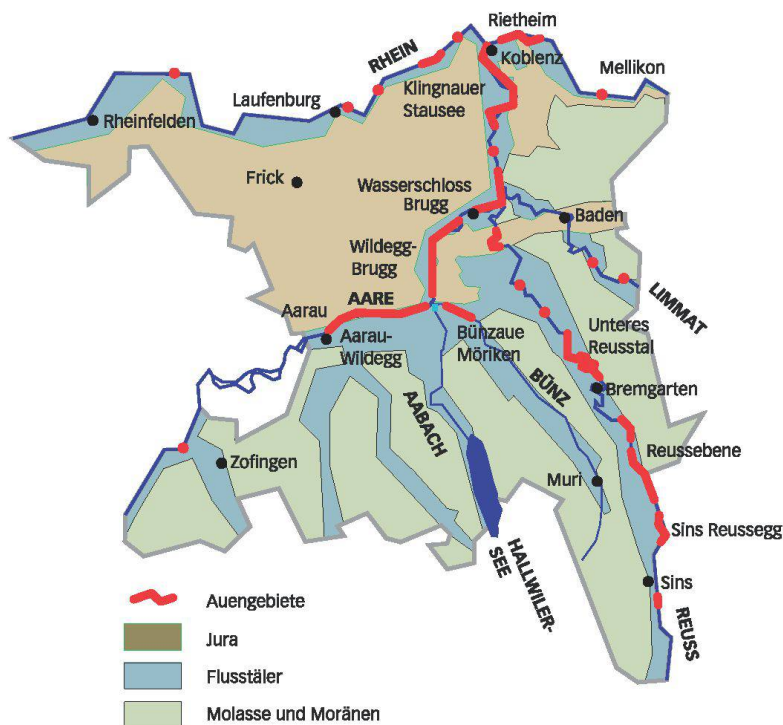 Rietheim
Koblenz
RHEIN
Mellikon
Klingnauer
Stausee
Laufenburg
Rheinfelden
Frick
Wasserschloss
Brugg
Baden
Wildegg-
Brugg
LIMMAT
AARE
Aarau
Aarau-
Wildegg
Bünzaue
Möriken
Unteres
Reusstal
BÜNZ
Bremgarten
AABACH
Reussebene
Zofingen
Muri
Sins Reussegg
HALLWILER-
SEE
Sins
REUSS
Auengebiete
Jura
Flusstäler
Molasse und Moränen